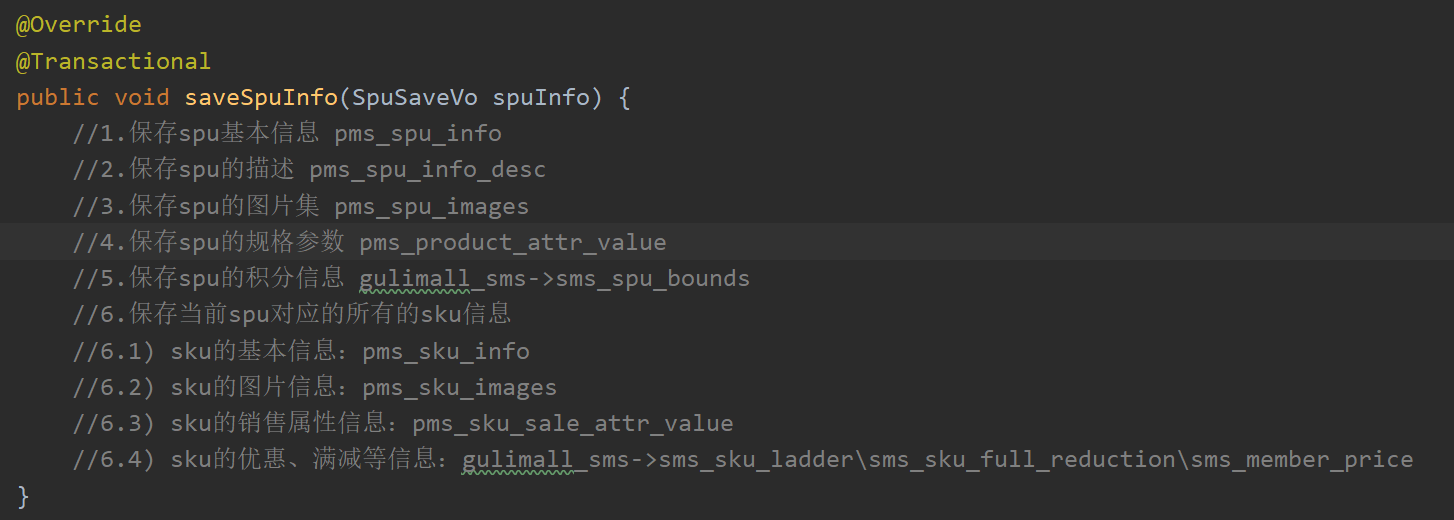 @Override
@Transactional
public void saveSpuInfo(SpuSaveVo spuInfo) {
//1.保存spu基本信息 pms_spu_info
//2.保存spu的描述 pms_spu_info_desc
//3.保存spu的图片集 pms_spu_images
//4.保存spu的规格参数 pms_product_attr_value
//5.保存spu的积分信息 gulimall_sms->sms_spu_bounds
//6.保存当前spu对应的所有的sku信息
//6.1) sku的基本信息：pms_sku_info
//6.2) sku的图片信息：pms_sku_images
//6.3) sku的销售属性信息：pms_sku_sale_attr_value
//6.4) sku的优惠、满减等信息：gulimall_sms->sms_sku_ladder\sms_sku_full_reduction\sms_member_price
}